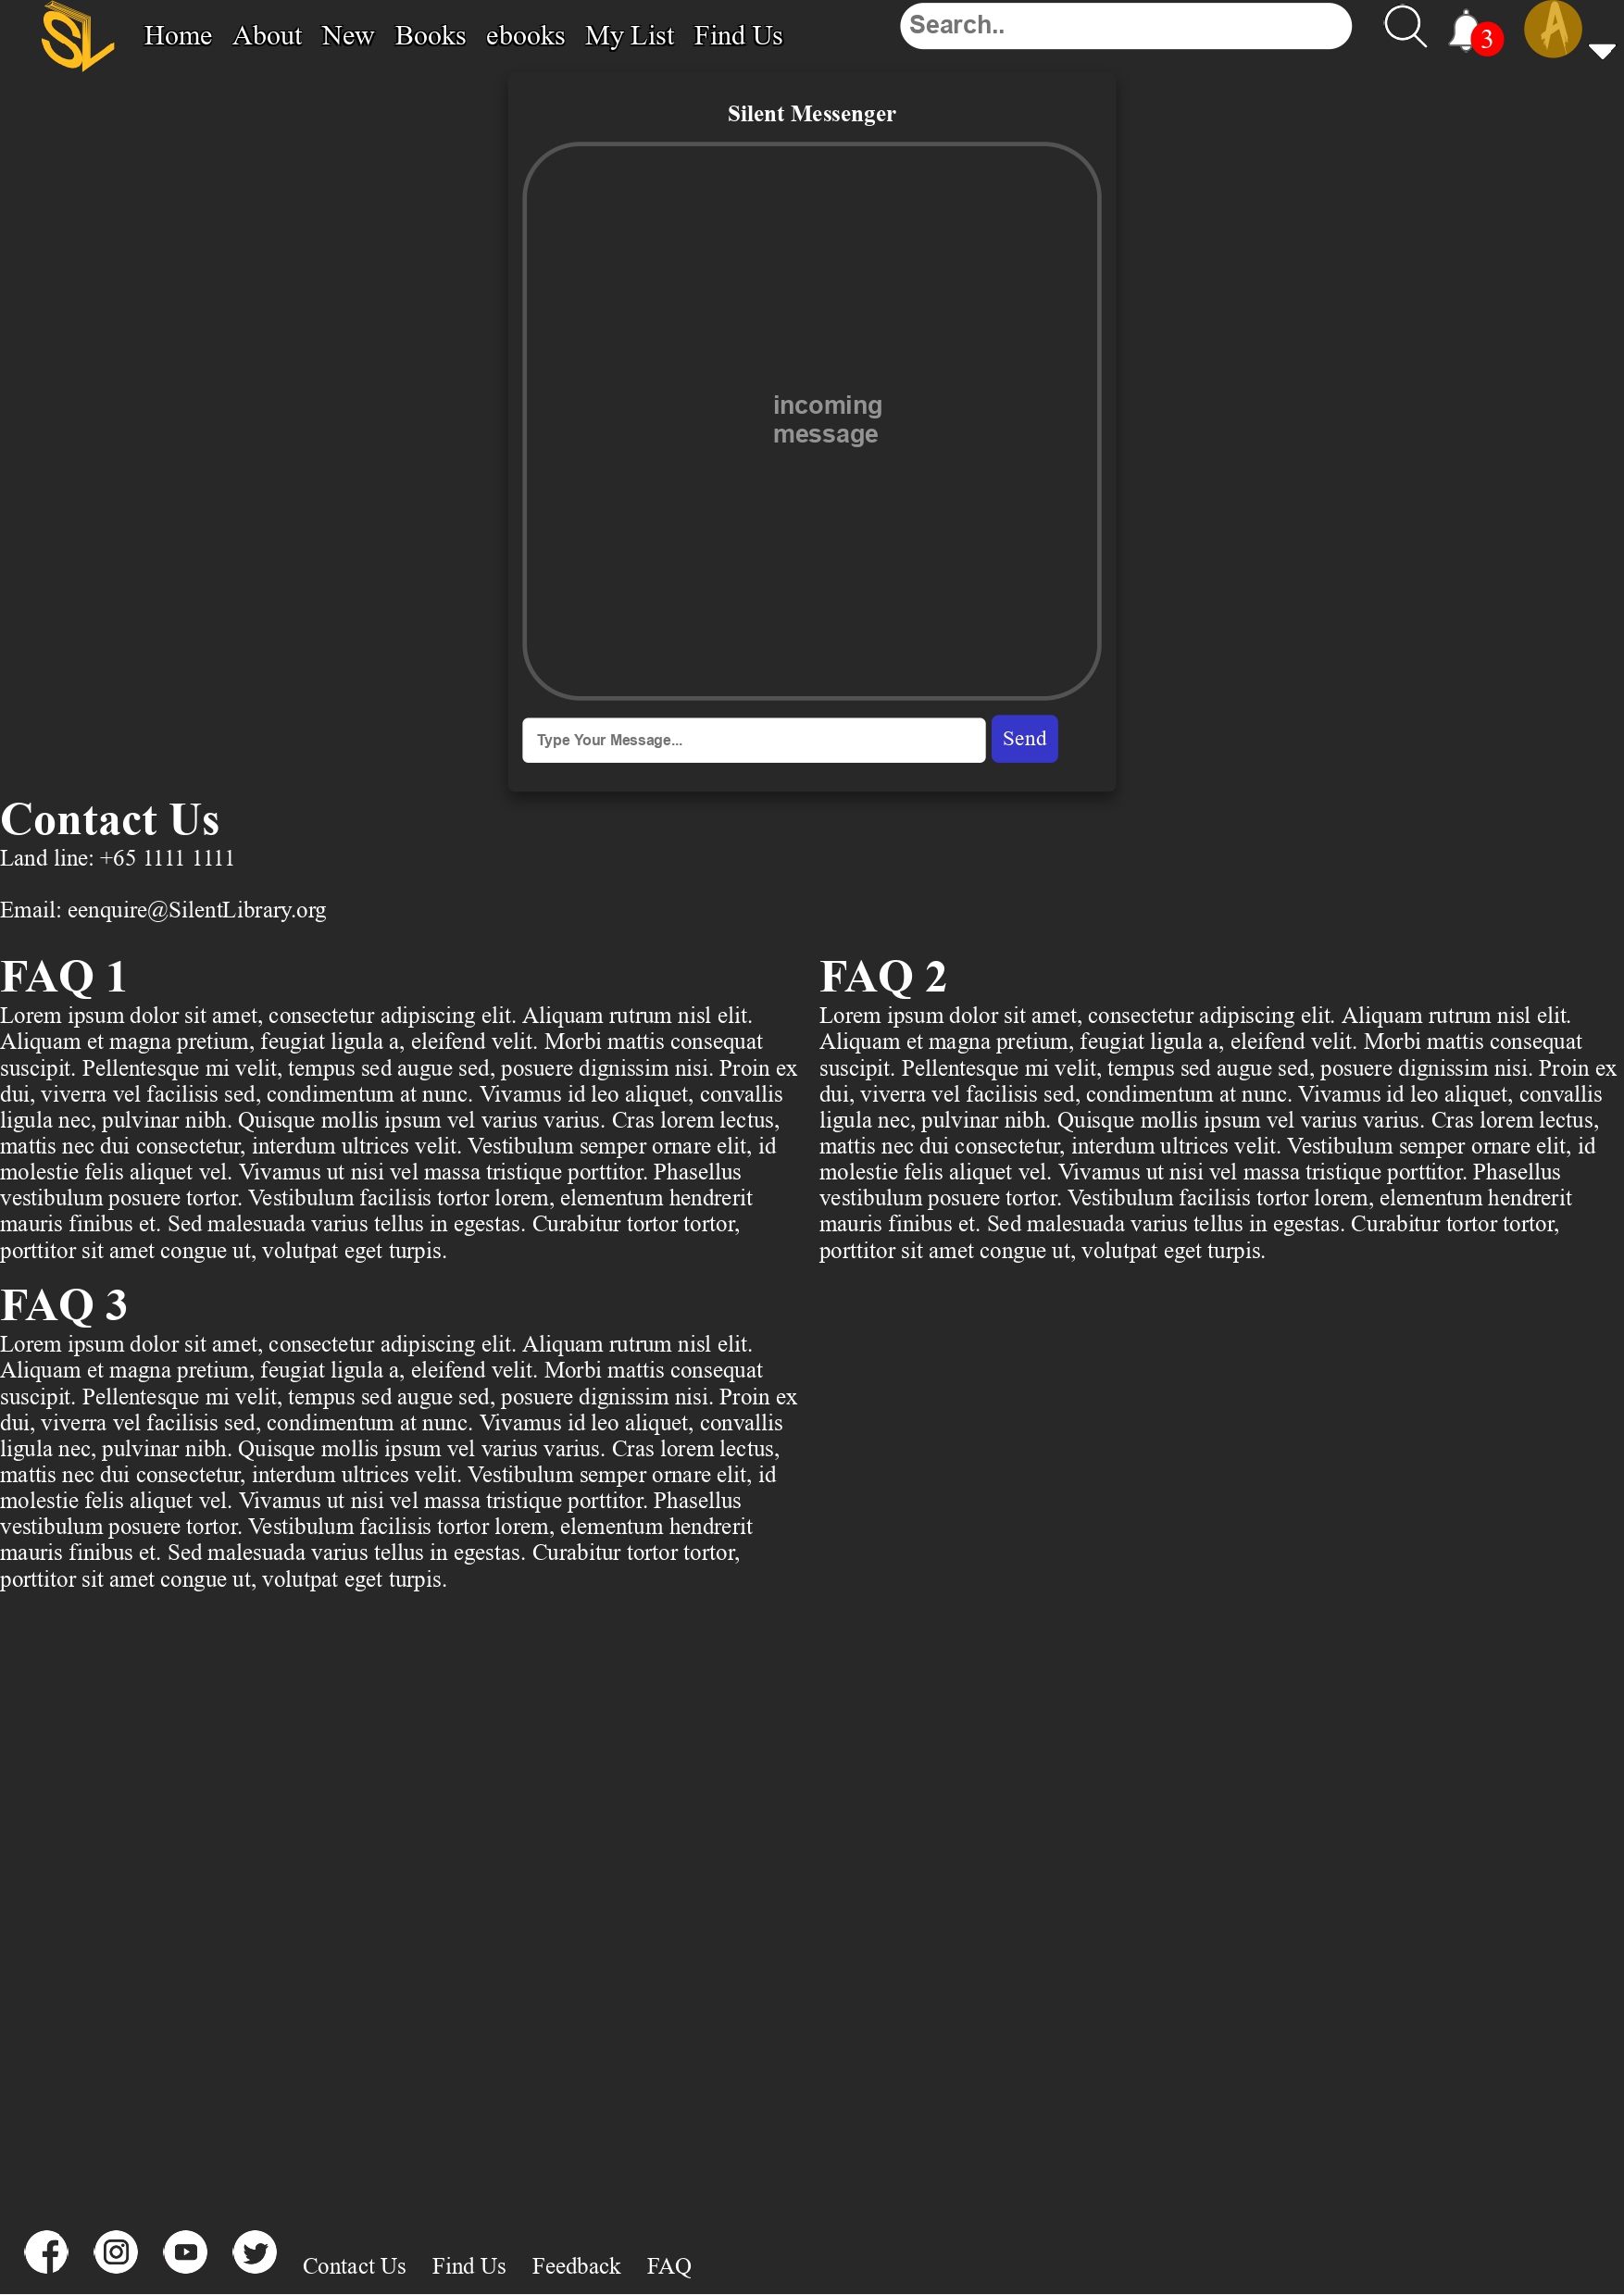 SL
Home About New Books ebooks My List Find Us
Search..
3
A
Silent Messenger
incoming
message
Type Your Message...
Send
Contact Us
Land line: +65 1111 1111
Email: eenquire@SilentLibrary.org
FAQ 1
Lorem ipsum dolor sit amet, consectetur adipiscing elit. Aliquam rutrum nisl elit.
Aliquam et magna pretium, feugiat ligula a, eleifend velit. Morbi mattis consequat
suscipit. Pellentesque mi velit, tempus sed augue sed, posuere dignissim nisi. Proin ex
dui, viverra vel facilisis sed, condimentum at nunc. Vivamus id leo aliquet, convallis
ligula nec, pulvinar nibh. Quisque mollis ipsum vel varius varius. Cras lorem lectus,
mattis nec dui consectetur, interdum ultrices velit. Vestibulum semper ornare elit, id
molestie felis aliquet vel. Vivamus ut nisi vel massa tristique porttitor. Phasellus
vestibulum posuere tortor. Vestibulum facilisis tortor lorem, elementum hendrerit
mauris finibus et. Sed malesuada varius tellus in egestas. Curabitur tortor tortor,
porttitor sit amet congue ut, volutpat eget turpis.
FAQ 2
Lorem ipsum dolor sit amet, consectetur adipiscing elit. Aliquam rutrum nisl elit.
Aliquam et magna pretium, feugiat ligula a, eleifend velit. Morbi mattis consequat
suscipit. Pellentesque mi velit, tempus sed augue sed, posuere dignissim nisi. Proin ex
dui, viverra vel facilisis sed, condimentum at nunc. Vivamus id leo aliquet, convallis
ligula nec, pulvinar nibh. Quisque mollis ipsum vel varius varius. Cras lorem lectus,
mattis nec dui consectetur, interdum ultrices velit. Vestibulum semper ornare elit, id
molestie felis aliquet vel. Vivamus ut nisi vel massa tristique porttitor. Phasellus
vestibulum posuere tortor. Vestibulum facilisis tortor lorem, elementum hendrerit
mauris finibus et. Sed malesuada varius tellus in egestas. Curabitur tortor tortor,
porttitor sit amet congue ut, volutpat eget turpis.
FAQ 3
Lorem ipsum dolor sit amet, consectetur adipiscing elit. Aliquam rutrum nisl elit.
Aliquam et magna pretium, feugiat ligula a, eleifend velit. Morbi mattis consequat
suscipit. Pellentesque mi velit, tempus sed augue sed, posuere dignissim nisi. Proin ex
dui, viverra vel facilisis sed, condimentum at nunc. Vivamus id leo aliquet, convallis
ligula nec, pulvinar nibh. Quisque mollis ipsum vel varius varius. Cras lorem lectus,
mattis nec dui consectetur, interdum ultrices velit. Vestibulum semper ornare elit, id
molestie felis aliquet vel. Vivamus ut nisi vel massa tristique porttitor. Phasellus
vestibulum posuere tortor. Vestibulum facilisis tortor lorem, elementum hendrerit
mauris finibus et. Sed malesuada varius tellus in egestas. Curabitur tortor tortor,
porttitor sit amet congue ut, volutpat eget turpis.
Contact Us Find Us Feedback FAQ